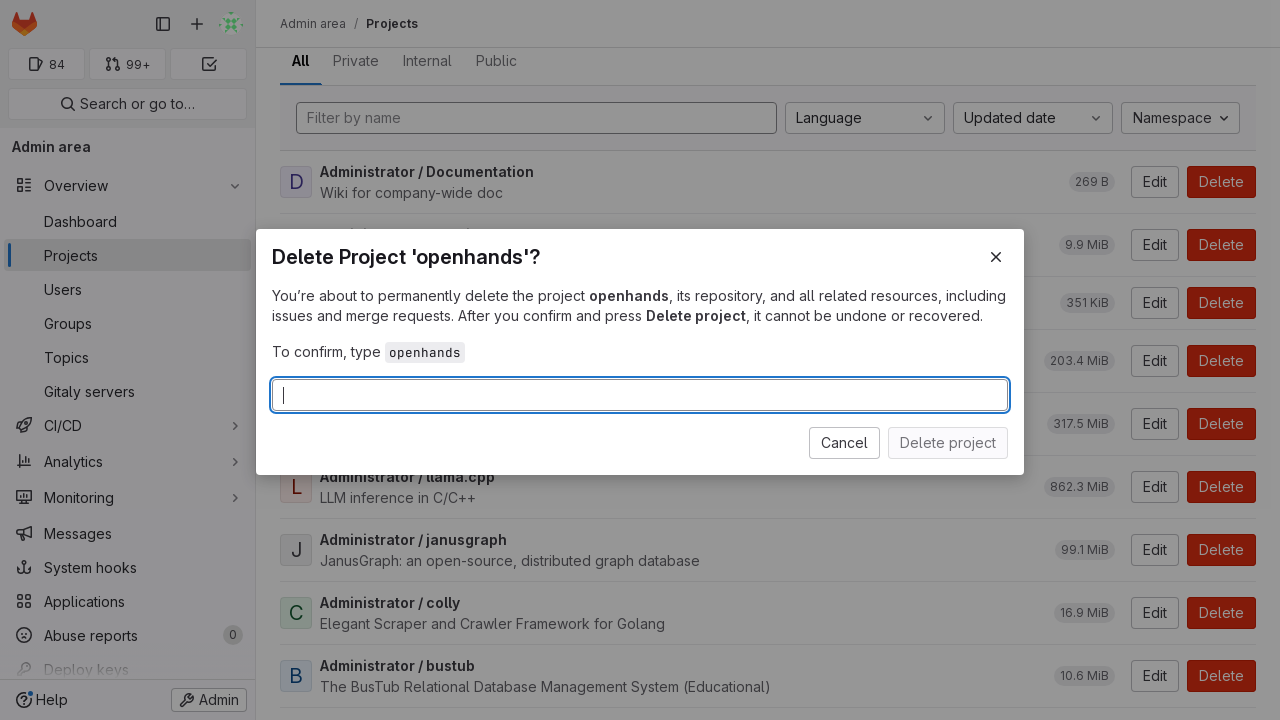 Admin area / Projects
84
99+
Search or go to…
Admin area
Overview
Dashboard
Projects
Users
Groups
Topics
Gitaly servers
CI/CD
Analytics
Monitoring
Messages
System hooks
Applications
Abuse reports 0
Deploy keys
Help
Admin
All Private Internal Public
Filter by name
Language
Updated date
Namespace
D Administrator / Documentation
Wiki for company-wide doc
269 B Edit Delete
9.9 MiB Edit Delete
351 KiB Edit Delete
203.4 MiB Edit Delete
317.5 MiB Edit Delete
Delete Project 'openhands'?
You’re about to permanently delete the project openhands, its repository, and all related resources, including
issues and merge requests. After you confirm and press Delete project, it cannot be undone or recovered.
To confirm, type openhands
Cancel Delete project
L Administrator / llama.cpp
LLM inference in C/C++
862.3 MiB Edit Delete
J Administrator / janusgraph
JanusGraph: an open-source, distributed graph database
99.1 MiB Edit Delete
C Administrator / colly
Elegant Scraper and Crawler Framework for Golang
16.9 MiB Edit Delete
B Administrator / bustub
The BusTub Relational Database Management System (Educational)
10.6 MiB Edit Delete